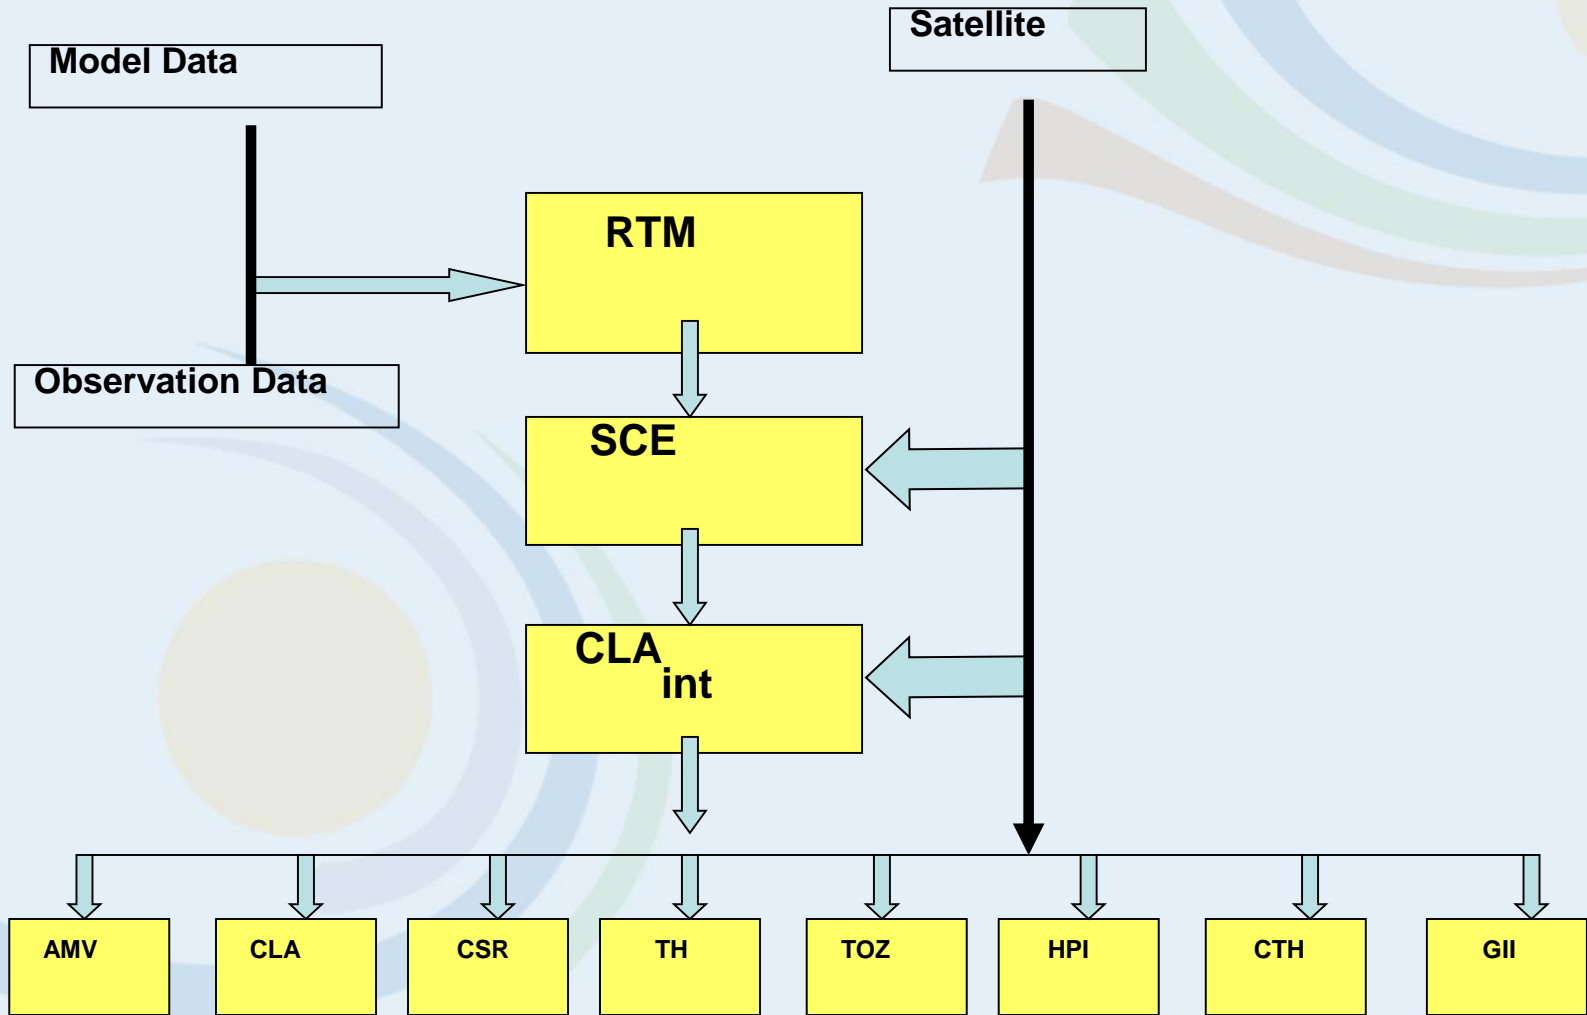 Satellite
Model Data
RTM
Observation Data
SCE
CLA
int
AMV
CLA
CSR
TH
TOZ
HPI
CTH
GII